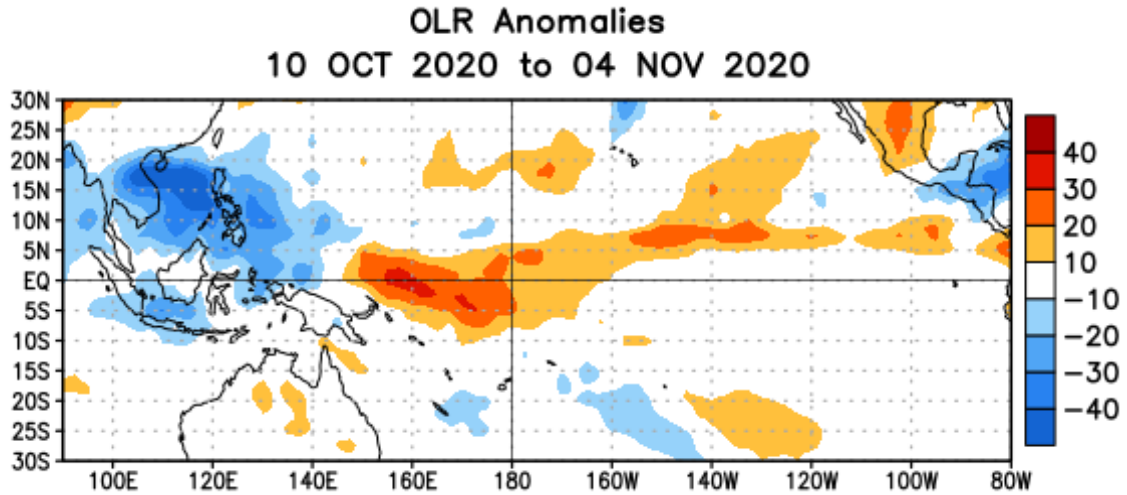 OLR Anomalies
10 OCT 2020 to 04 NOV 2020
30N
25N
20N
15N
10N
5N
EQ
5S
10S
15S
20S
25S
30S
100E 120E 140E 160E 180 160W 140W 120W 100W 80W
40
30
20
10
-10
-20
-30
-40